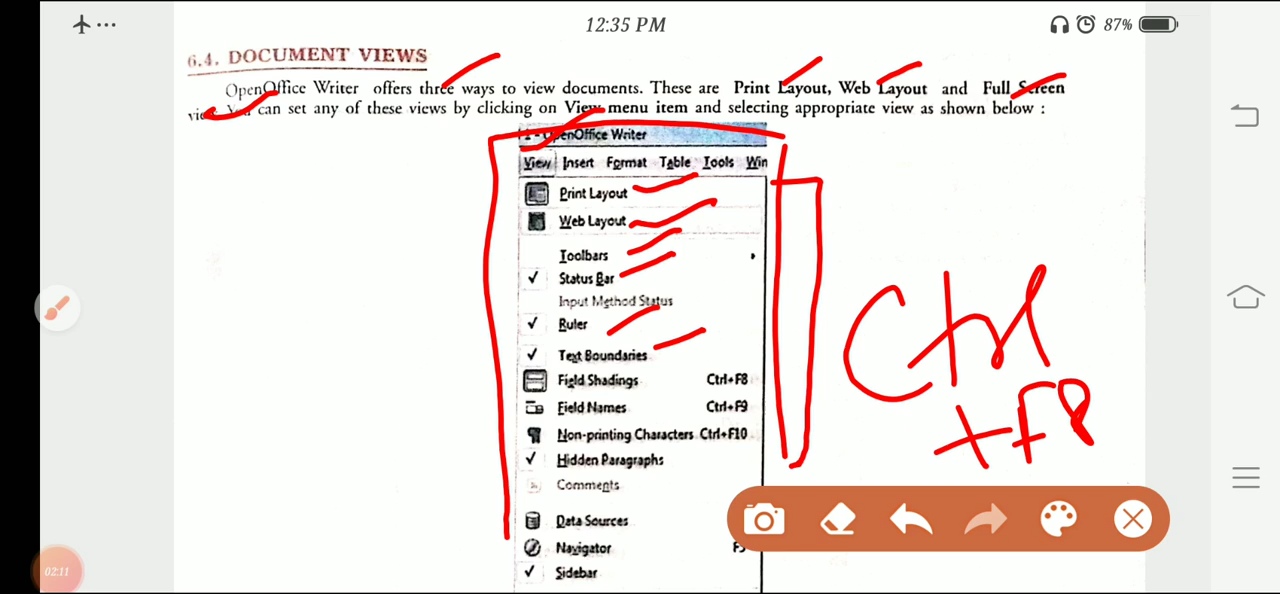 12:35 PM
87%
6.4. DOCUMENT VIEWS
OpenOffice Writer offers three ways to view documents. These are Print Layout, Web Layout and Full Screen
view. You can set any of these views by clicking on View menu item and selecting appropriate view as shown below :
1 - OpenOffice Writer
View Insert Format Table Tools Win
Print Layout
Web Layout
Toolbars
Status Bar
Input Method Status
Ruler
Text Boundaries
Field Shadings Ctrl+F8
Field Names Ctrl+F9
Non-printing Characters Ctrl+F10
Hidden Paragraphs
Comments
Data Sources
Navigator
Sidebar
Ctrl
+F8
02:11